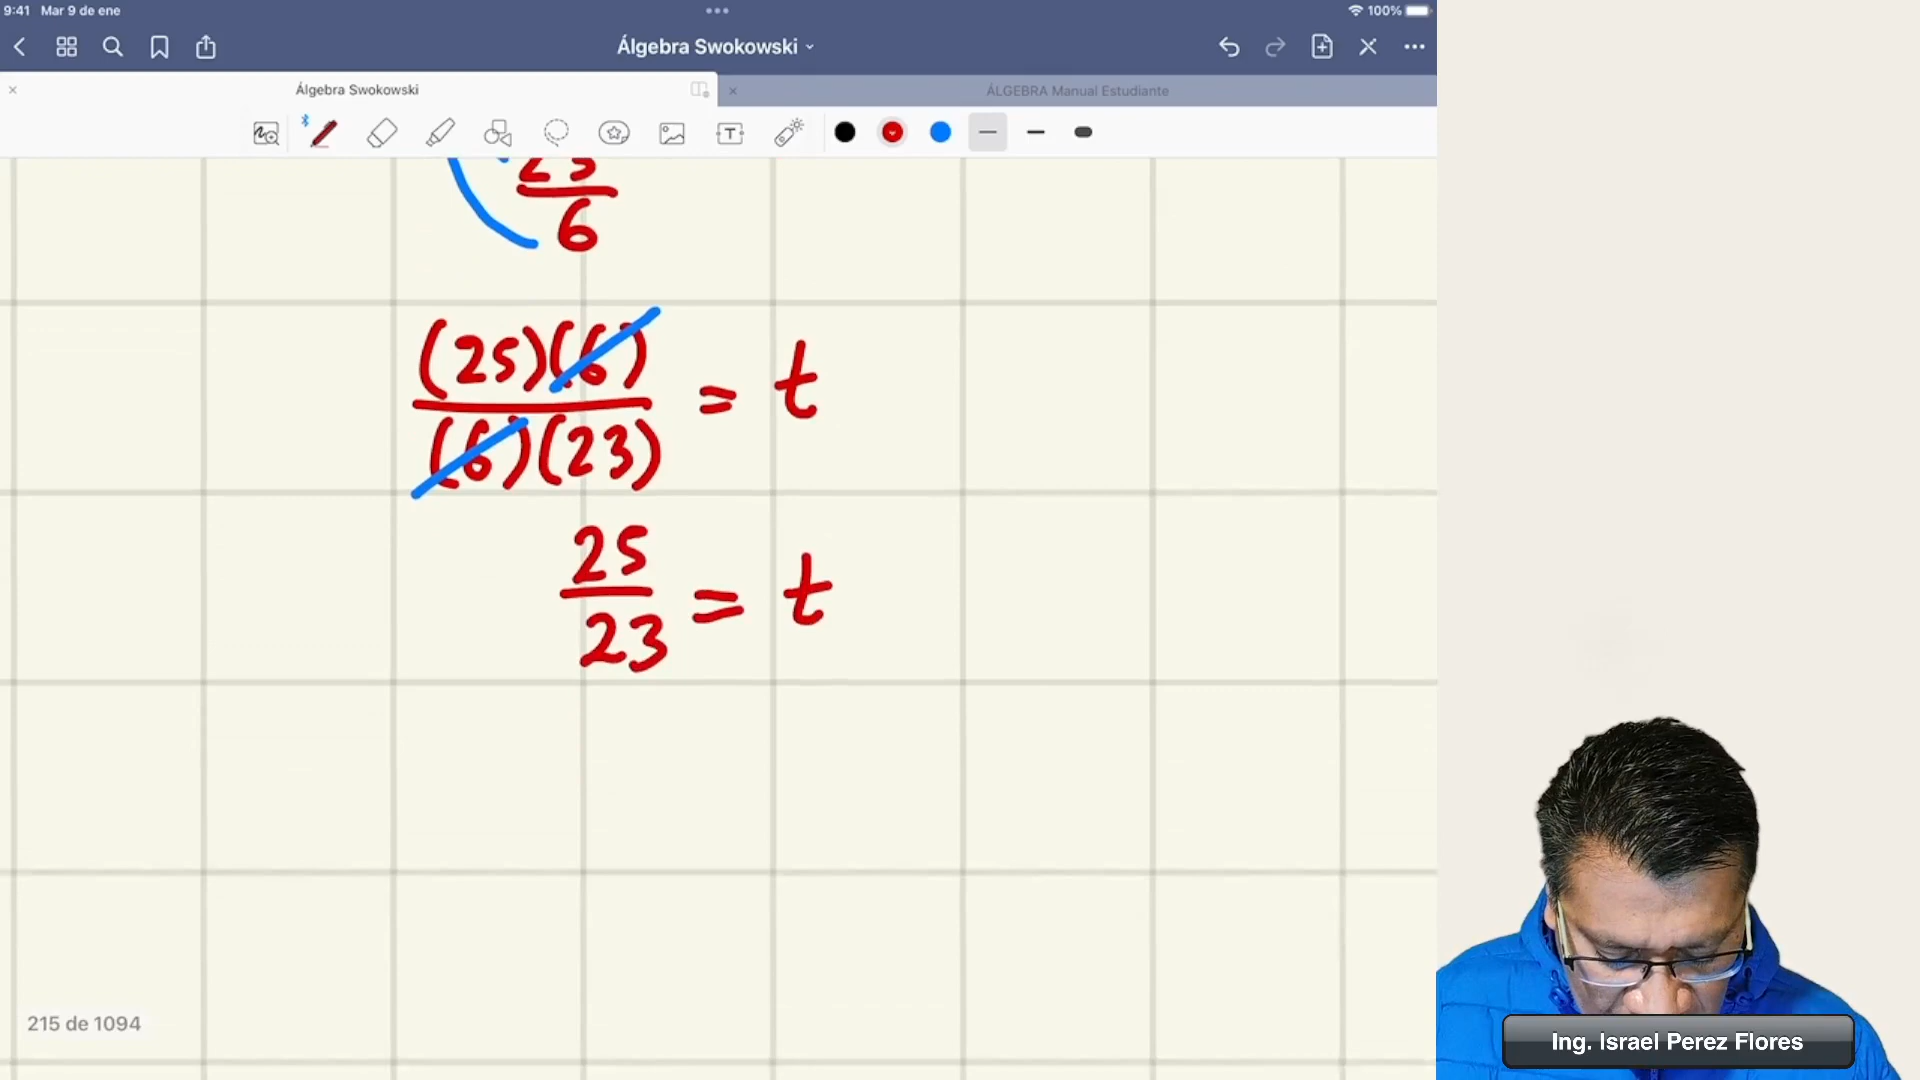 9:41 Mar 9 de ene
100%
Álgebra Swokowski
Álgebra Swokowski
ÁLGEBRA Manual Estudiante
T
23
6
(25)(6)
(6)(23)
= t
25
23
= t
215 de 1094
Ing. Israel Perez Flores